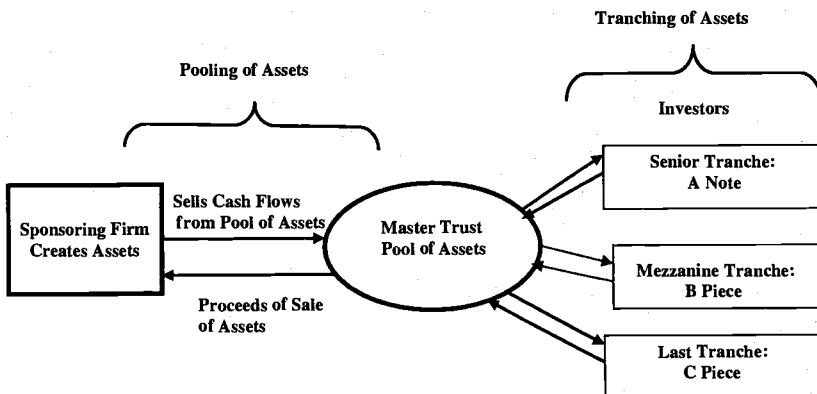 Tranching of Assets
Pooling of Assets
Investors
Senior Tranche:
A Note
Sells Cash Flows
from Pool of Assets
Sponsoring Firm
Creates Assets
Master Trust
Pool of Assets
Mezzanine Tranche:
B Piece
Proceeds of Sale
of Assets
Last Tranche:
C Piece